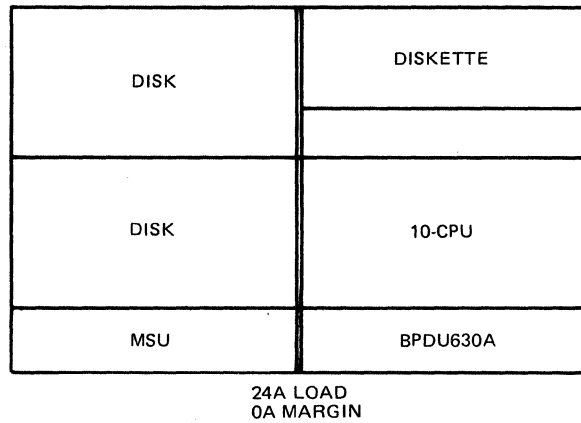 DISK
DISKETTE
DISK
10-CPU
MSU
BPDU630A
24A LOAD
0A MARGIN